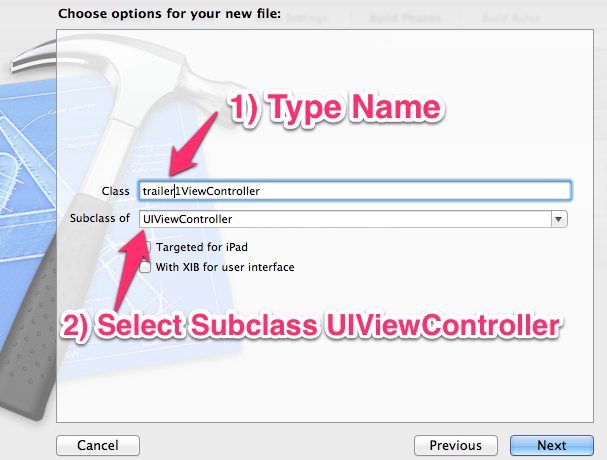 Choose options for your new file:
1) Type Name
Class trailer1ViewController
Subclass of UIViewController
Targeted for iPad
With XIB for user interface
2) Select Subclass UIViewController
Cancel Previous Next